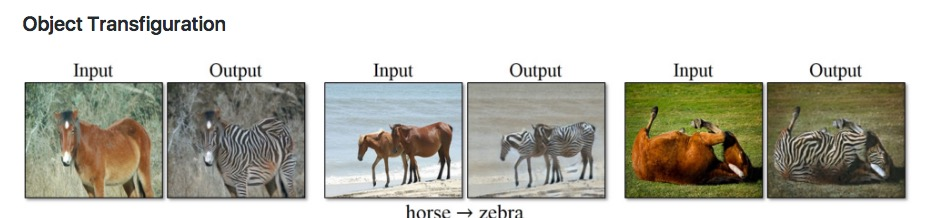 Object Transfiguration
Input Output Input Output Input Output
horse → zebra